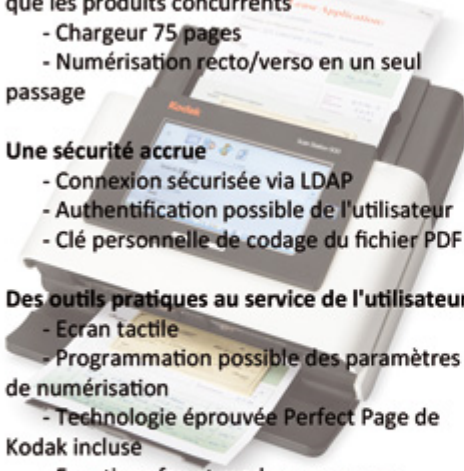 que les produits concurrents
- Chargeur 75 pages
- Numérisation recto/verso en un seul
passage
Kodak
Une sécurité accrue
- Connexion sécurisée via LDAP
- Authentification possible de l'utilisateur
- Clé personnelle de codage du fichier PDF
Des outils pratiques au service de l'utilisateur
- Ecran tactile
- Programmation possible des paramètres
de numérisation
- Technologie éprouvée Perfect Page de
Kodak incluse